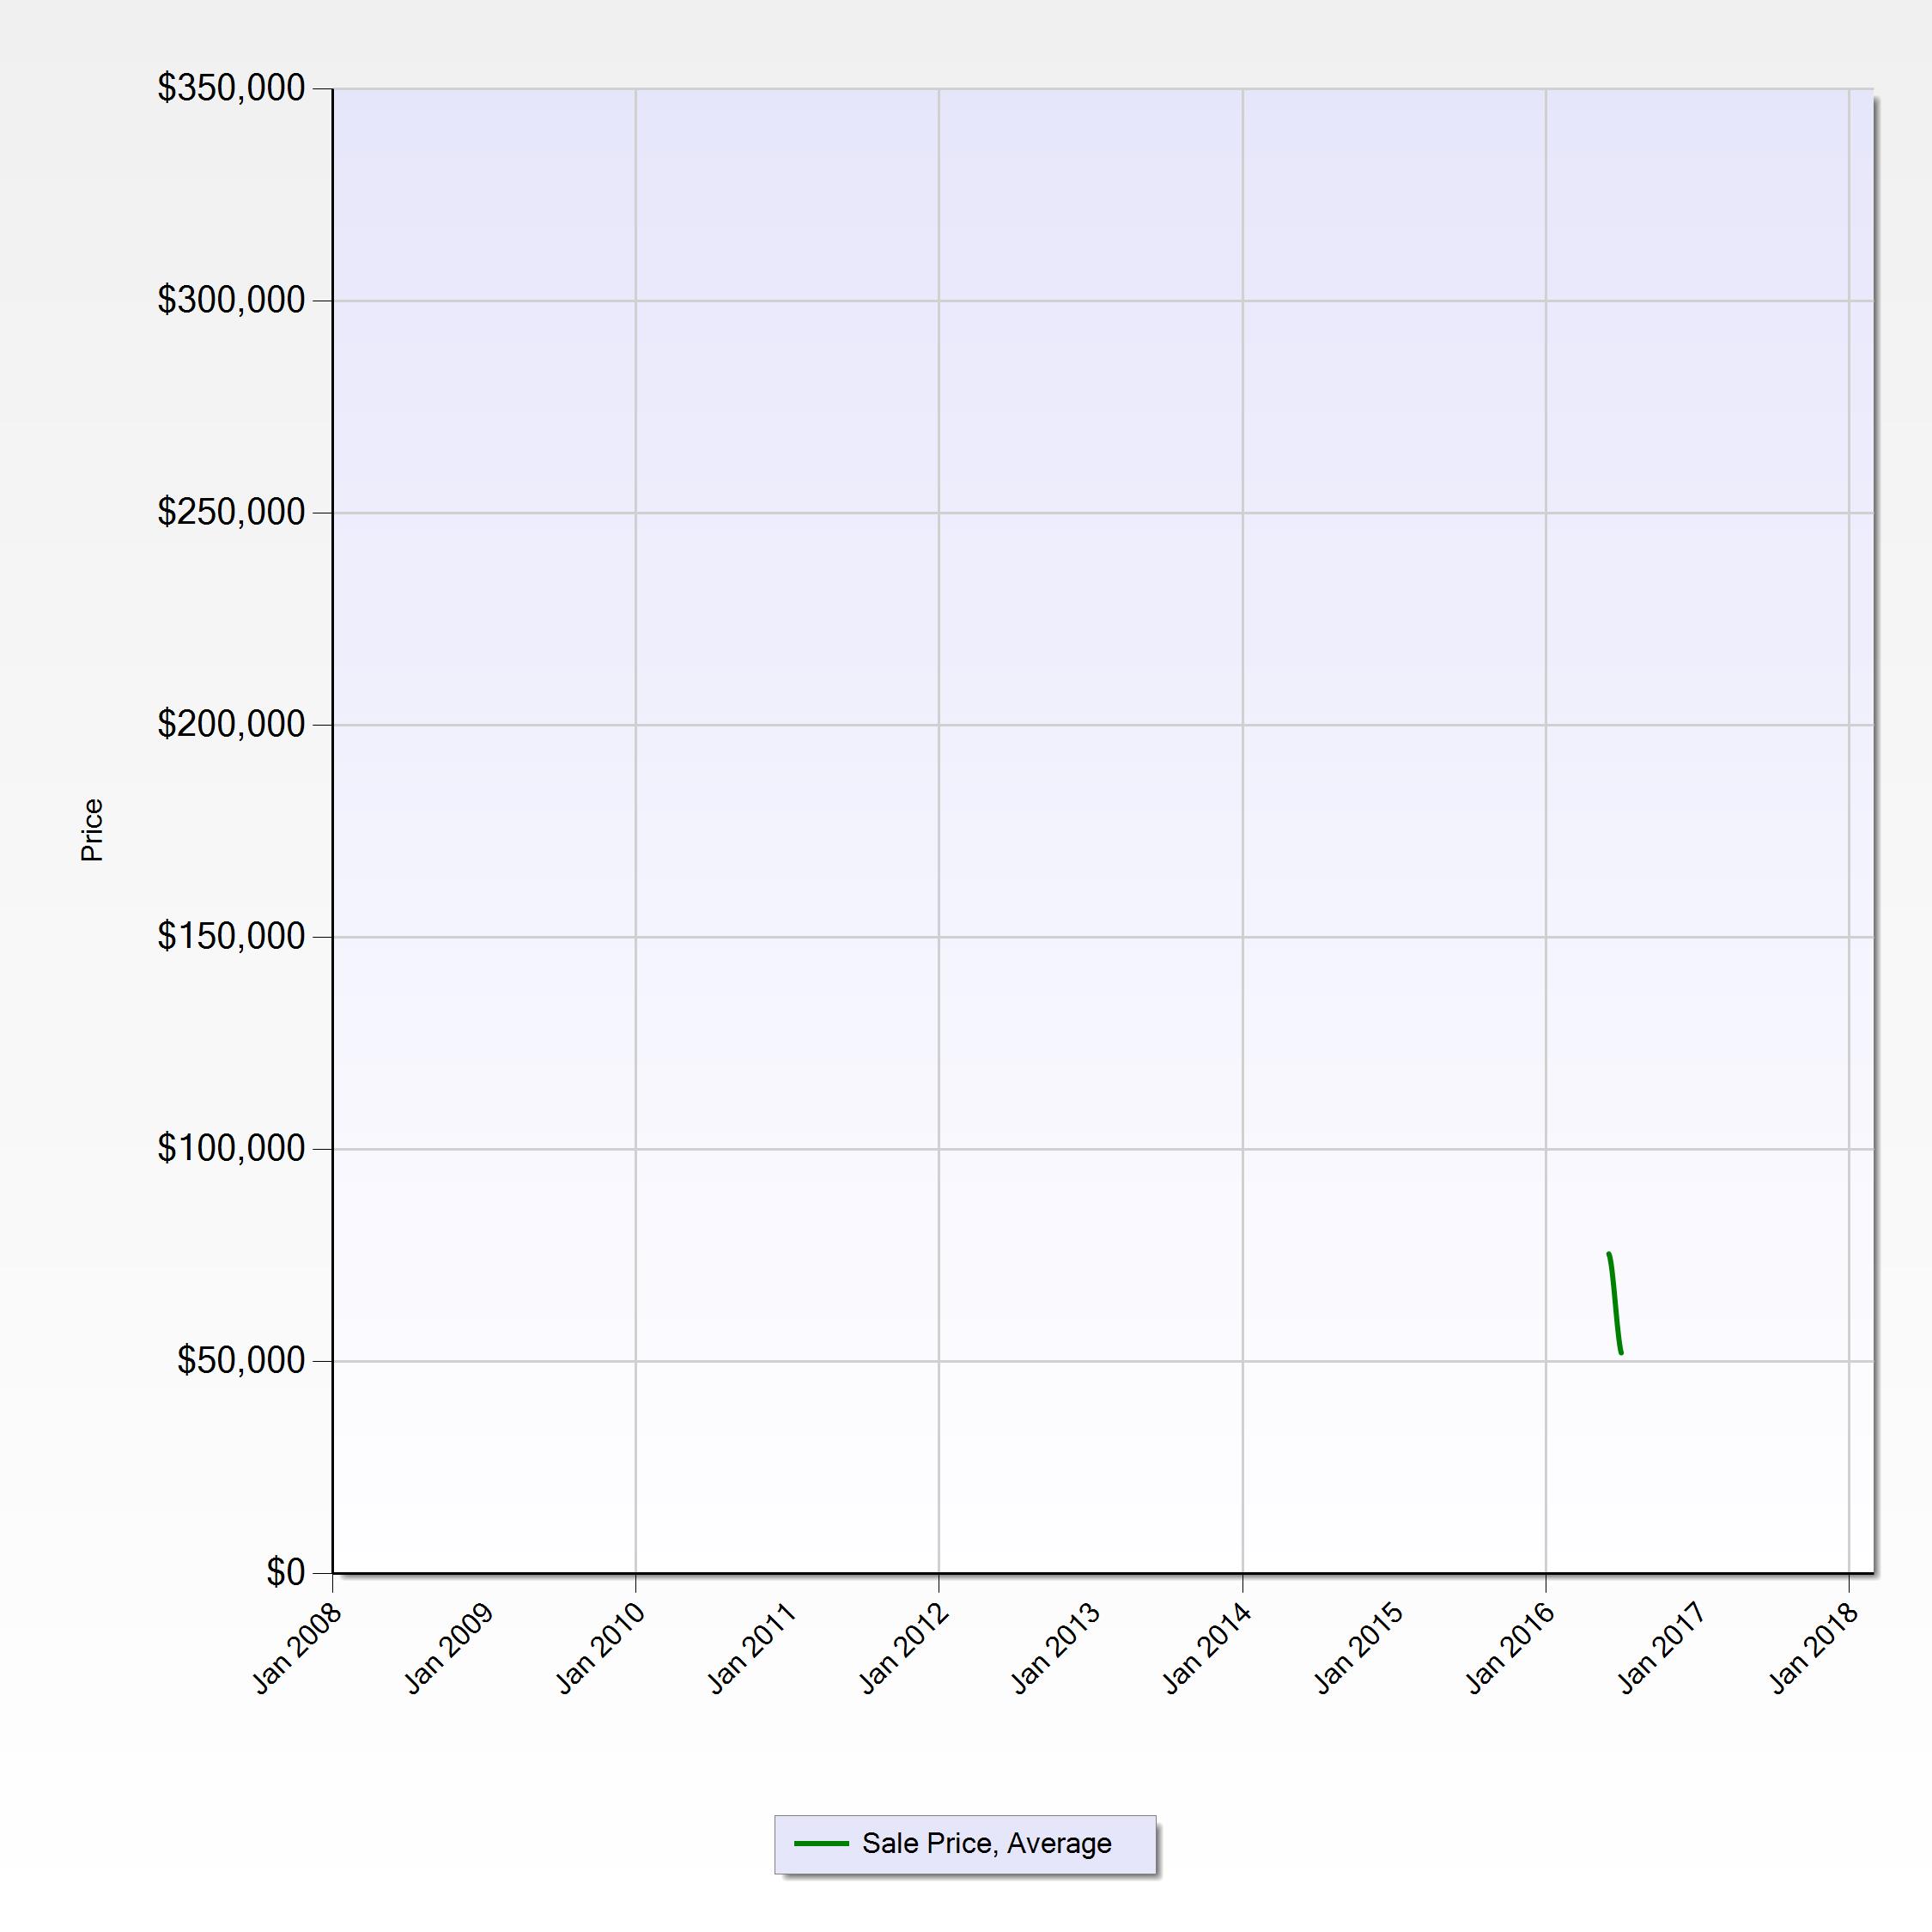 $350,000
$300,000
$250,000
$200,000
Price
$150,000
$100,000
$50,000
$0
Jan 2008
Jan 2009
Jan 2010
Jan 2011
Jan 2012
Jan 2013
Jan 2014
Jan 2015
Jan 2016
Jan 2017
Jan 2018
Sale Price, Average